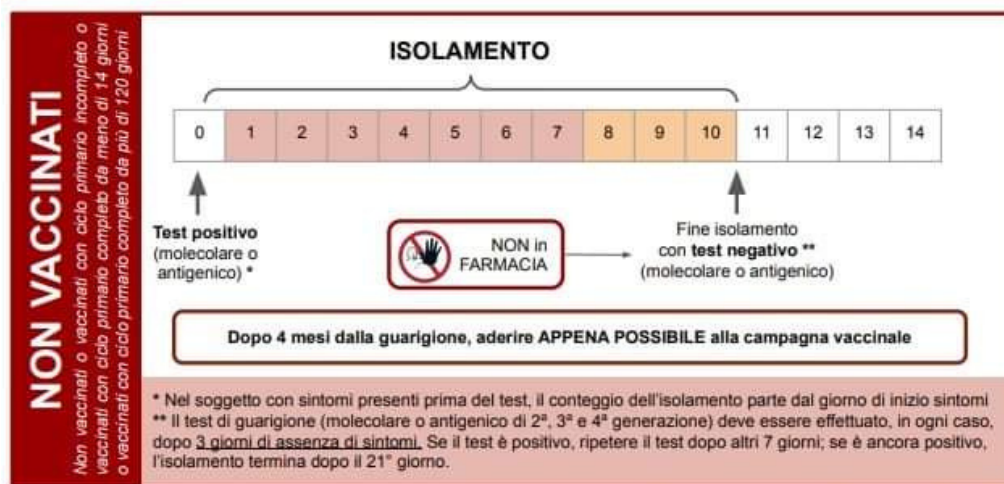 NON VACCINATI
Non vaccinati o vaccinati con ciclo primario incompleto o
vaccinati con ciclo primario completo da meno di 14 giorni
o vaccinati con ciclo primario completo da più di 120 giorni
ISOLAMENTO
0 1 2 3 4 5 6 7 8 9 10 11 12 13 14
Test positivo
(molecolare o
antigenico) *
NON in
FARMACIA
Fine isolamento
con test negativo **
(molecolare o antigenico)
Dopo 4 mesi dalla guarigione, aderire APPENA POSSIBILE alla campagna vaccinale
* Nel soggetto con sintomi presenti prima del test, il conteggio dell'isolamento parte dal giorno di inizio sintomi
** Il test di guarigione (molecolare o antigenico di 2ª, 3ª e 4ª generazione) deve essere effettuato, in ogni caso,
dopo 3 giorni di assenza di sintomi. Se il test è positivo, ripetere il test dopo altri 7 giorni; se è ancora positivo,
l'isolamento termina dopo il 21° giorno.